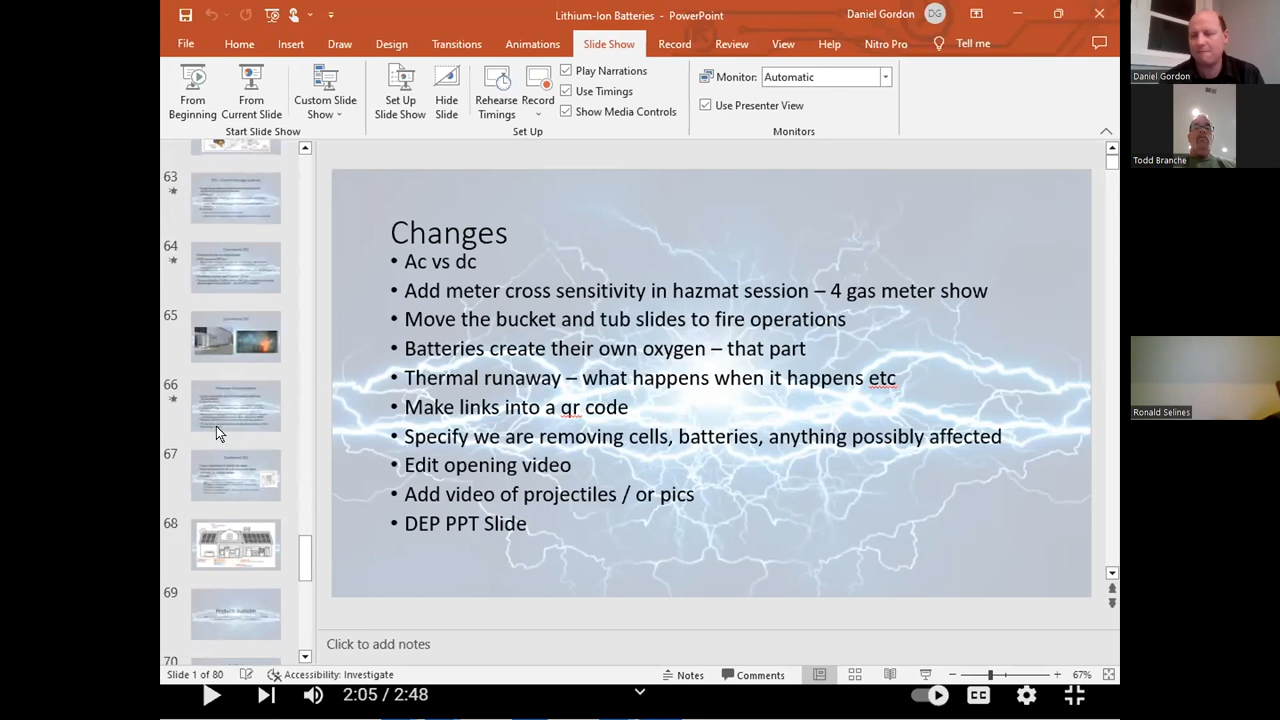 Lithium-Ion Batteries - PowerPoint
Daniel Gordon
DG
File
Home
Insert
Draw
Design
Transitions
Animations
Slide Show
Record
Review
View
Help
Nitro Pro
Tell me
From
Beginning
From
Current Slide
Custom Slide
Show
Start Slide Show
Set Up
Slide Show
Hide
Slide
Rehearse
Timings
Record
Play Narrations
Use Timings
Show Media Controls
Set Up
Monitor:
Automatic
Use Presenter View
Monitors
63
64
65
66
67
68
69
70
Changes
• Ac vs dc
• Add meter cross sensitivity in hazmat session – 4 gas meter show
• Move the bucket and tub slides to fire operations
• Batteries create their own oxygen – that part
• Thermal runaway – what happens when it happens etc
• Make links into a qr code
• Specify we are removing cells, batteries, anything possibly affected
• Edit opening video
• Add video of projectiles / or pics
• DEP PPT Slide
Click to add notes
Slide 1 of 80
Accessibility: Investigate
Notes
Comments
67%
2:05 / 2:48
CC
Daniel Gordon
Todd Branche
Ronald Selines